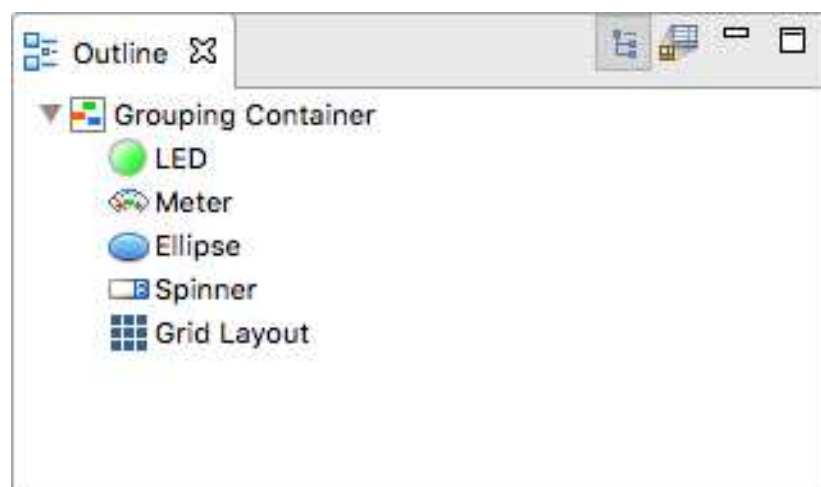 Outline
Grouping Container
LED
Meter
Ellipse
Spinner
Grid Layout